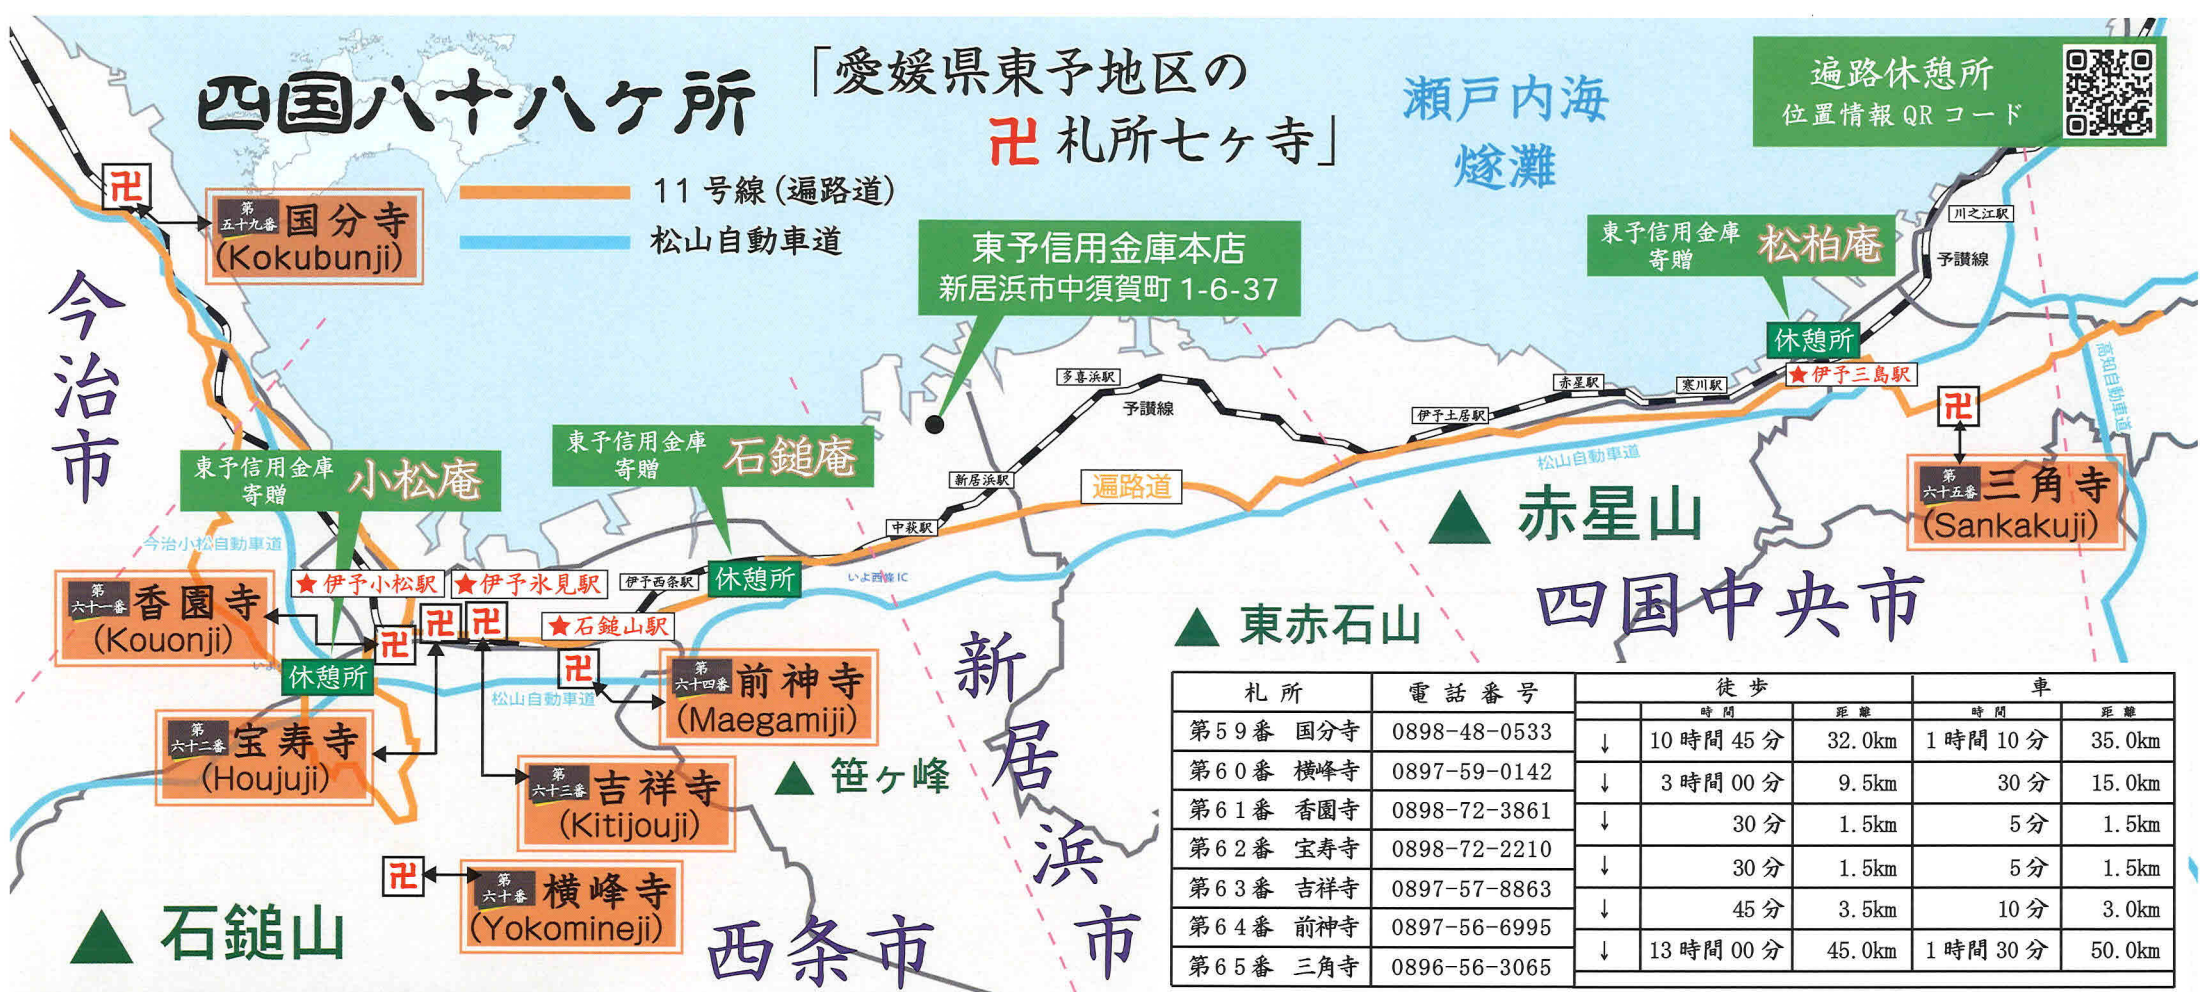 四国八十八ケ所
「愛媛県東予地区の
卍札所七ヶ寺」
瀬戸内海
燧灘
遍路休憩所
位置情報QRコード
11号線(遍路道)
松山自動車道
卍
第五十九番
国分寺
(Kokubunji)
今治市
東予信用金庫本店
新居浜市中須賀町1-6-37
東予信用金庫
寄贈
松柏庵
休憩所
川之江駅
予讃線
★伊予三島駅
寒川駅
赤星駅
伊予土居駅
多喜浜駅
予讃線
新居浜駅
中萩駅
遍路道
松山自動車道
高知自動車道
卍
第六十五番
三角寺
(Sankakuji)
▲赤星山
四国中央市
▲東赤石山
東予信用金庫
寄贈
石鎚庵
休憩所
伊予西条駅
いよ西條IC
東予信用金庫
寄贈
小松庵
今治小松自動車道
★伊予小松駅
★伊予氷見駅
★石鎚山駅
第六十一番
香園寺
(Kouonji)
卍
卍
卍
卍
いよ
休憩所
松山自動車道
第六十四番
前神寺
(Maegamiji)
第六十二番
宝寿寺
(Houjuji)
第六十三番
吉祥寺
(Kitijouji)
▲笹ヶ峰
新居浜市
卍
第六十番
横峰寺
(Yokomineji)
▲石鎚山
西条市
札所 電話番号 徒歩 車
時間 距離 時間 距離
第59番 国分寺 0898-48-0533
↓ 10時間45分 32.0km 1時間10分 35.0km
第60番 横峰寺 0897-59-0142
↓ 3時間00分 9.5km 30分 15.0km
第61番 香園寺 0898-72-3861
↓ 30分 1.5km 5分 1.5km
第62番 宝寿寺 0898-72-2210
↓ 30分 1.5km 5分 1.5km
第63番 吉祥寺 0897-57-8863
↓ 45分 3.5km 10分 3.0km
第64番 前神寺 0897-56-6995
↓ 13時間00分 45.0km 1時間30分 50.0km
第65番 三角寺 0896-56-3065